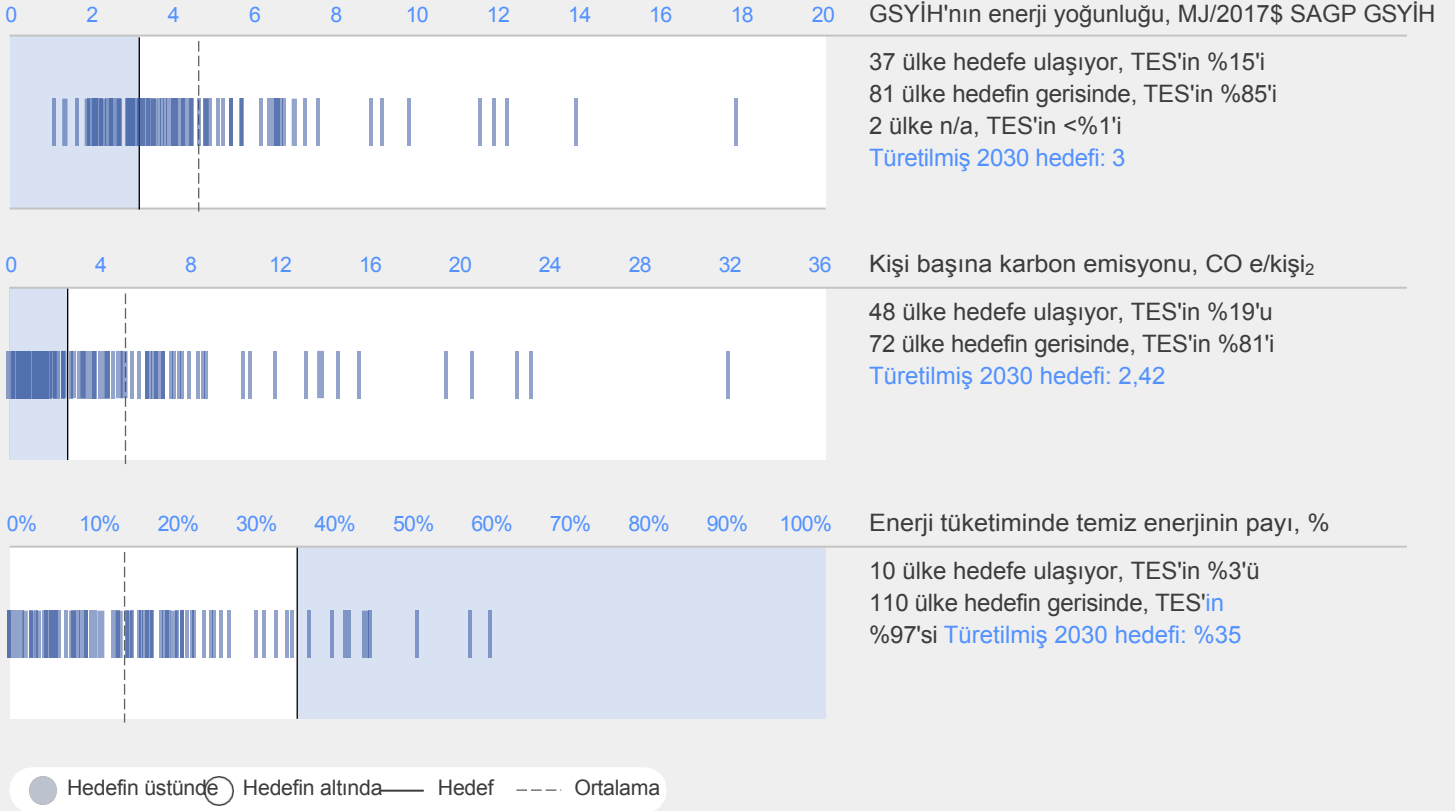 0 2 4 6 8 10 12 14 16 18 20
GSYİH'nın enerji yoğunluğu, MJ/2017$ SAGP GSYİH
37 ülke hedefe ulaşıyor, TES'in %15'i
81 ülke hedefin gerisinde, TES'in %85'i
2 ülke n/a, TES'in <%1'i
Türetilmiş 2030 hedefi: 3
0 4 8 12 16 20 24 28 32 36
Kişi başına karbon emisyonu, CO e/kişi₂
48 ülke hedefe ulaşıyor, TES'in %19'u
72 ülke hedefin gerisinde, TES'in %81'i
Türetilmiş 2030 hedefi: 2,42
0% 10% 20% 30% 40% 50% 60% 70% 80% 90% 100%
Enerji tüketiminde temiz enerjinin payı, %
10 ülke hedefe ulaşıyor, TES'in %3'ü
110 ülke hedefin gerisinde, TES'in
%97'si Türetilmiş 2030 hedefi: %35
Hedefin üstünde Hedefin altında Hedef Ortalama